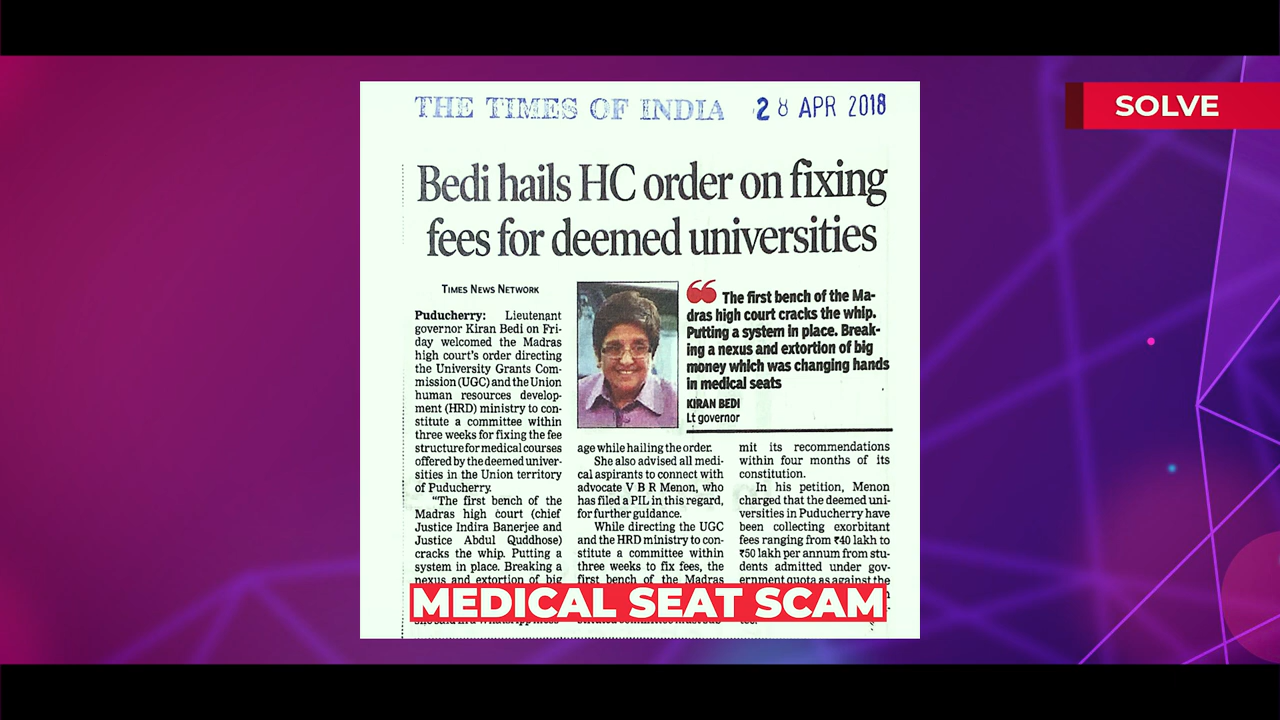 THE TIMES OF INDIA 28 APR 2018
SOLVE
Bedi hails HC order on fixing
fees for deemed universities
TIMES NEWS NETWORK
Puducherry: Lieutenant
governor Kiran Bedi on Fri-
day welcomed the Madras
high court's order directing
the University Grants Com-
mission (UGC) and the Union
human resources develop-
ment (HRD) ministry to con-
stitute a committee within
three weeks for fixing the fee
structure for medical courses
offered by the deemed univer-
sities in the Union territory
of Puducherry.
"The first bench of the
Madras high court (chief
Justice Indira Banerjee and
Justice Abdul Quddhose)
cracks the whip. Putting a
system in place. Breaking a
nexus and extortion of big
The first bench of the Ma-
dras high court cracks the whip.
Putting a system in place. Break-
ing a nexus and extortion of big
money which was changing hands
in medical seats
KIRAN BEDI
Lt governor
age while hailing the order.
She also advised all medi-
cal aspirants to connect with
advocate V B R Menon, who
has filed a PIL in this regard,
for further guidance.
While directing the UGC
and the HRD ministry to con-
stitute a committee within
three weeks to fix fees, the
first bench of the Madras
mit its recommendations
within four months of its
constitution.
In his petition, Menon
charged that the deemed uni-
versities in Puducherry have
been collecting exorbitant
fees ranging from ₹40 lakh to
₹50 lakh per annum from stu-
dents admitted under gov-
ernment quota as against the
MEDICAL SEAT SCAM